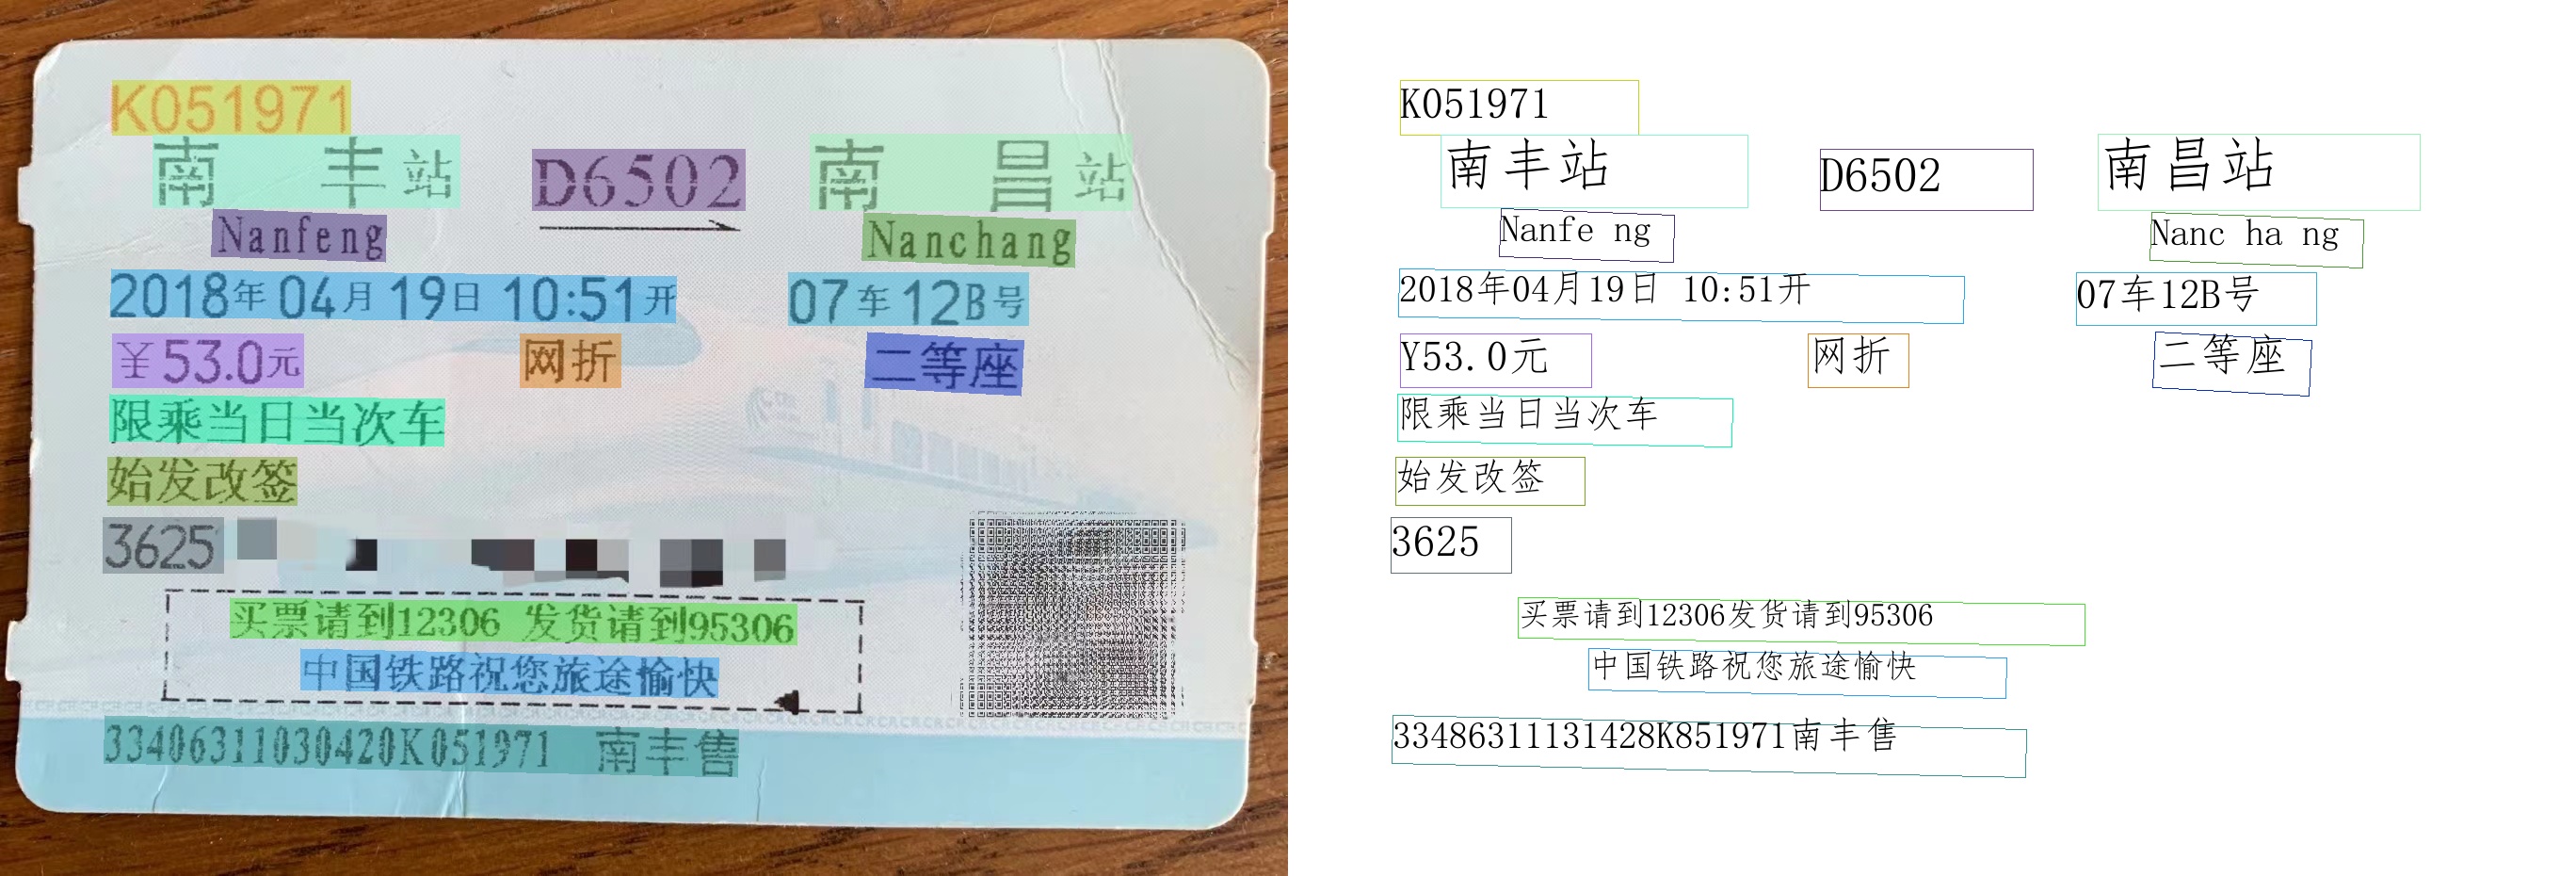 K051971
南丰站 D6502 南昌站
Nanfeng Nanchang
2018年04月19日 10:51开 07车12B号
¥53.0元 网折 二等座
限乘当日当次车
始发改签
3625
买票请到12306 发货请到95306
中国铁路祝您旅途愉快
33406311030420K051971 南丰售
K051971
南丰站 D6502 南昌站
Nanfe ng Nanc ha ng
2018年04月19日 10:51开 07车12B号
Y53.0元 网折 二等座
限乘当日当次车
始发改签
3625
买票请到12306发货请到95306
中国铁路祝您旅途愉快
33486311131428K851971南丰售